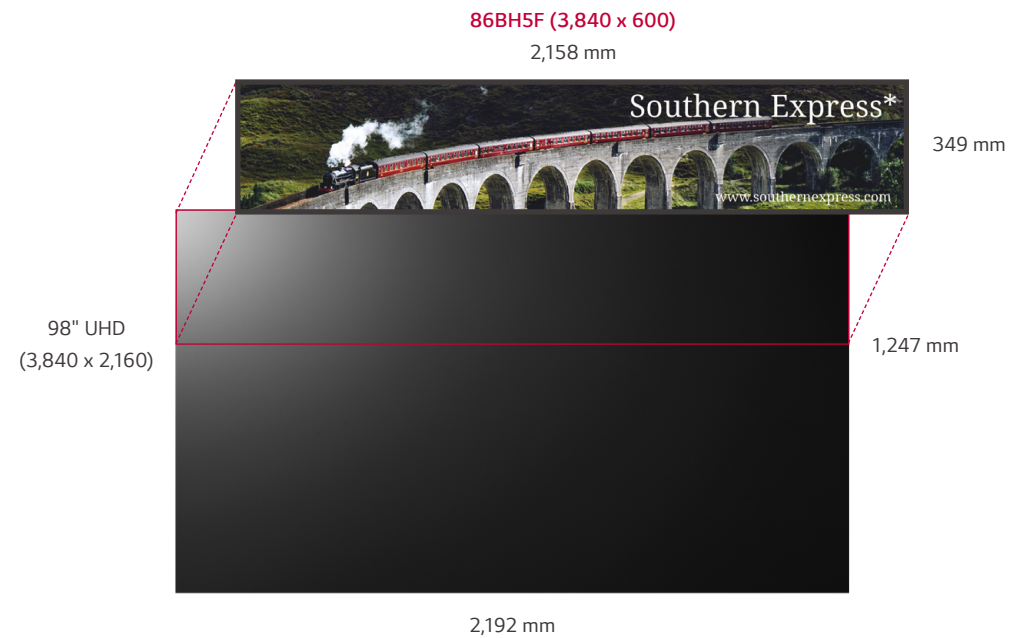 86BH5F (3,840 x 600)
2,158 mm
Southern Express*
www.southernexpress.com
349 mm
98" UHD
(3,840 x 2,160)
1,247 mm
2,192 mm